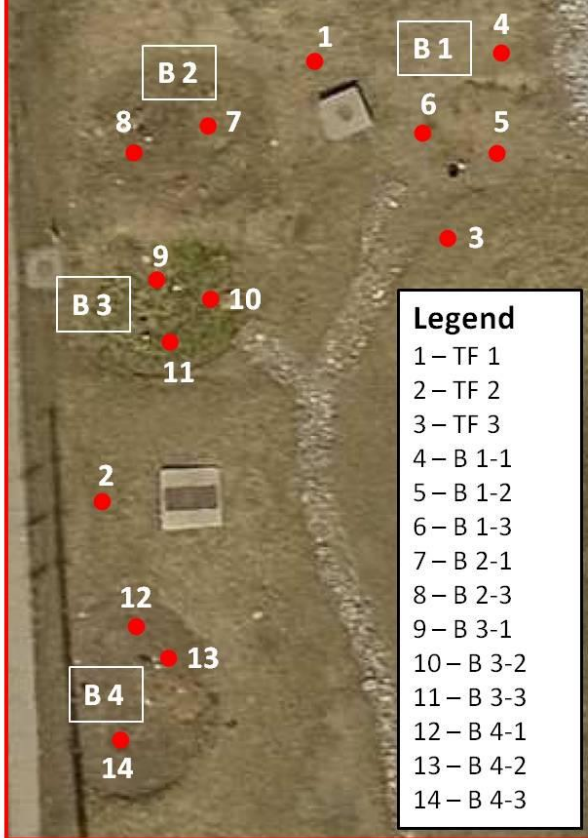 1
4
B 1
B 2
6
8
7
5
3
9
B 3
10
11
2
12
13
B 4
14
Legend
1 – TF 1
2 – TF 2
3 – TF 3
4 – B 1-1
5 – B 1-2
6 – B 1-3
7 – B 2-1
8 – B 2-3
9 – B 3-1
10 – B 3-2
11 – B 3-3
12 – B 4-1
13 – B 4-2
14 – B 4-3